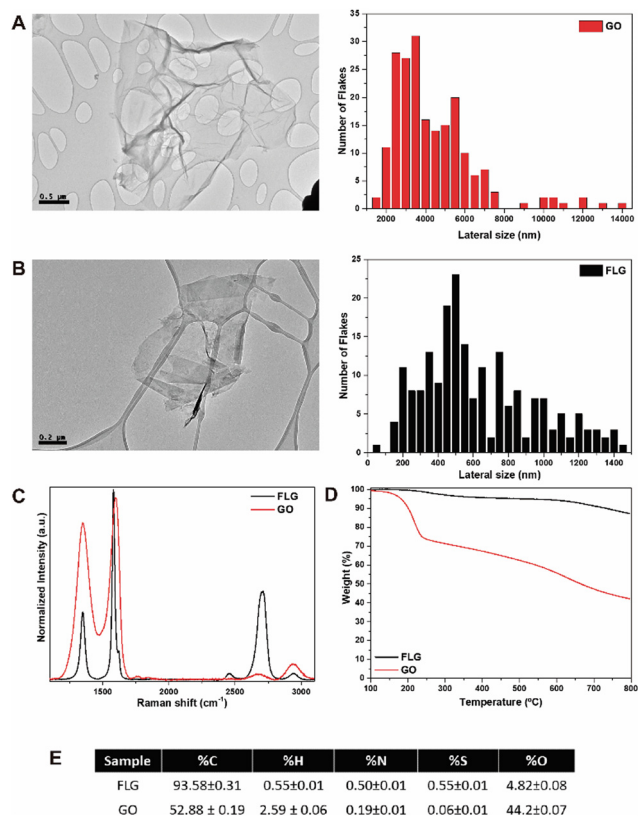 A
0.5 µm
GO
Number of Flakes
35
30
25
20
15
10
5
0
2000 4000 6000 8000 10000 12000 14000
Lateral size (nm)
B
0.2 µm
FLG
Number of Flakes
25
20
15
10
5
0
200 400 600 800 1000 1200 1400
Lateral size (nm)
C
FLG
GO
Normalized Intensity (a.u.)
1500 2000 2500 3000
Raman shift (cm-1)
D
Weight (%)
100
90
80
70
60
50
40
30
20
10
0
FLG
GO
100 200 300 400 500 600 700 800
Temperature (ºC)
E
Sample %C %H %N %S %O
FLG 93.58±0.31 0.55±0.01 0.50±0.01 0.55±0.01 4.82±0.08
GO 52.88 ± 0.19 2.59 ± 0.06 0.19±0.01 0.06±0.01 44.2±0.07